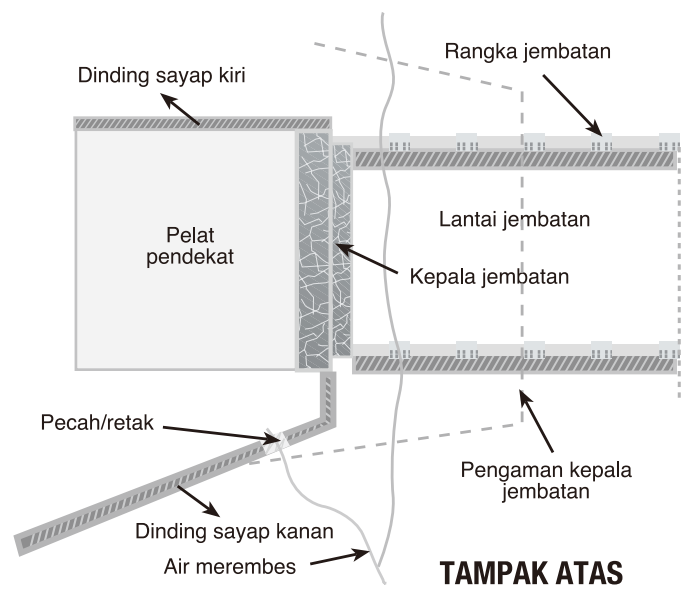 Rangka jembatan
Dinding sayap kiri
Lantai jembatan
Pelat
pendekat
Kepala jembatan
Pecah/retak
Pengaman kepala
jembatan
Dinding sayap kanan
Air merembes
TAMPAK ATAS